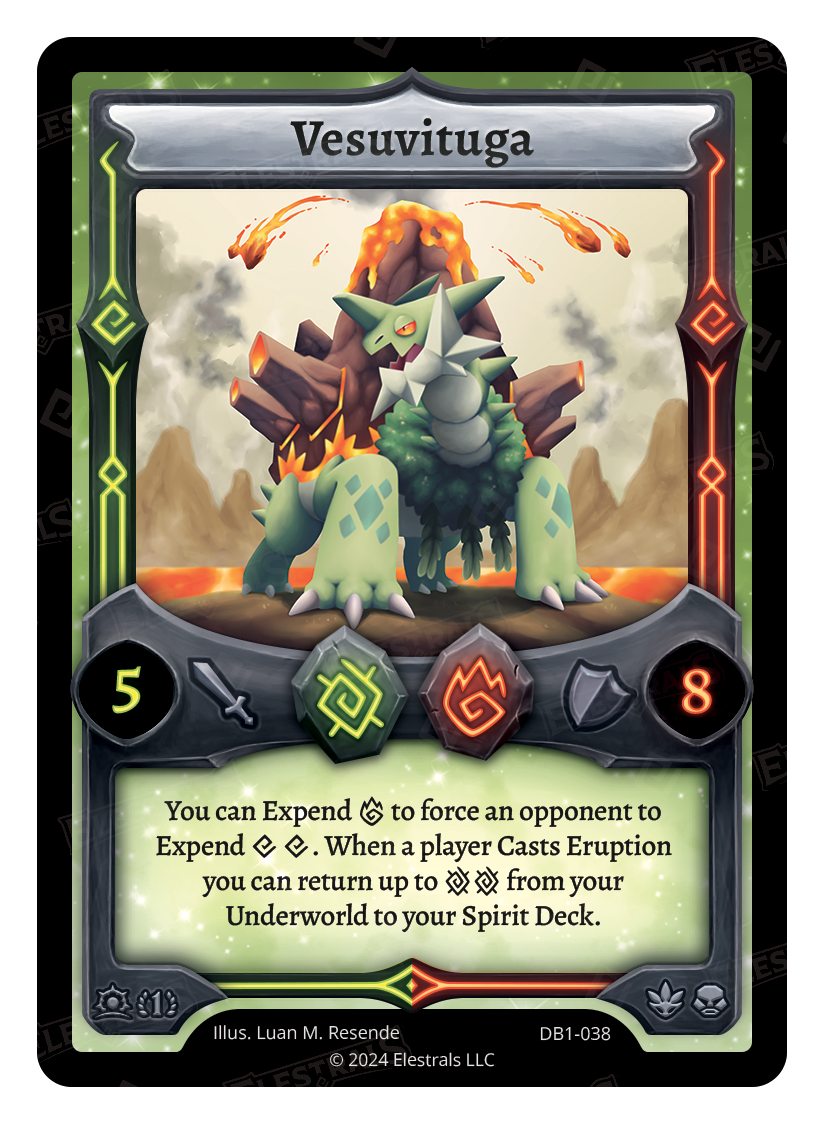 Vesuvituga
5 8
You can Expend to force an opponent to
Expend . When a player Casts Eruption
you can return up to from your
Underworld to your Spirit Deck.
1
Illus. Luan M. Resende DB1-038
© 2024 Elestrals LLC